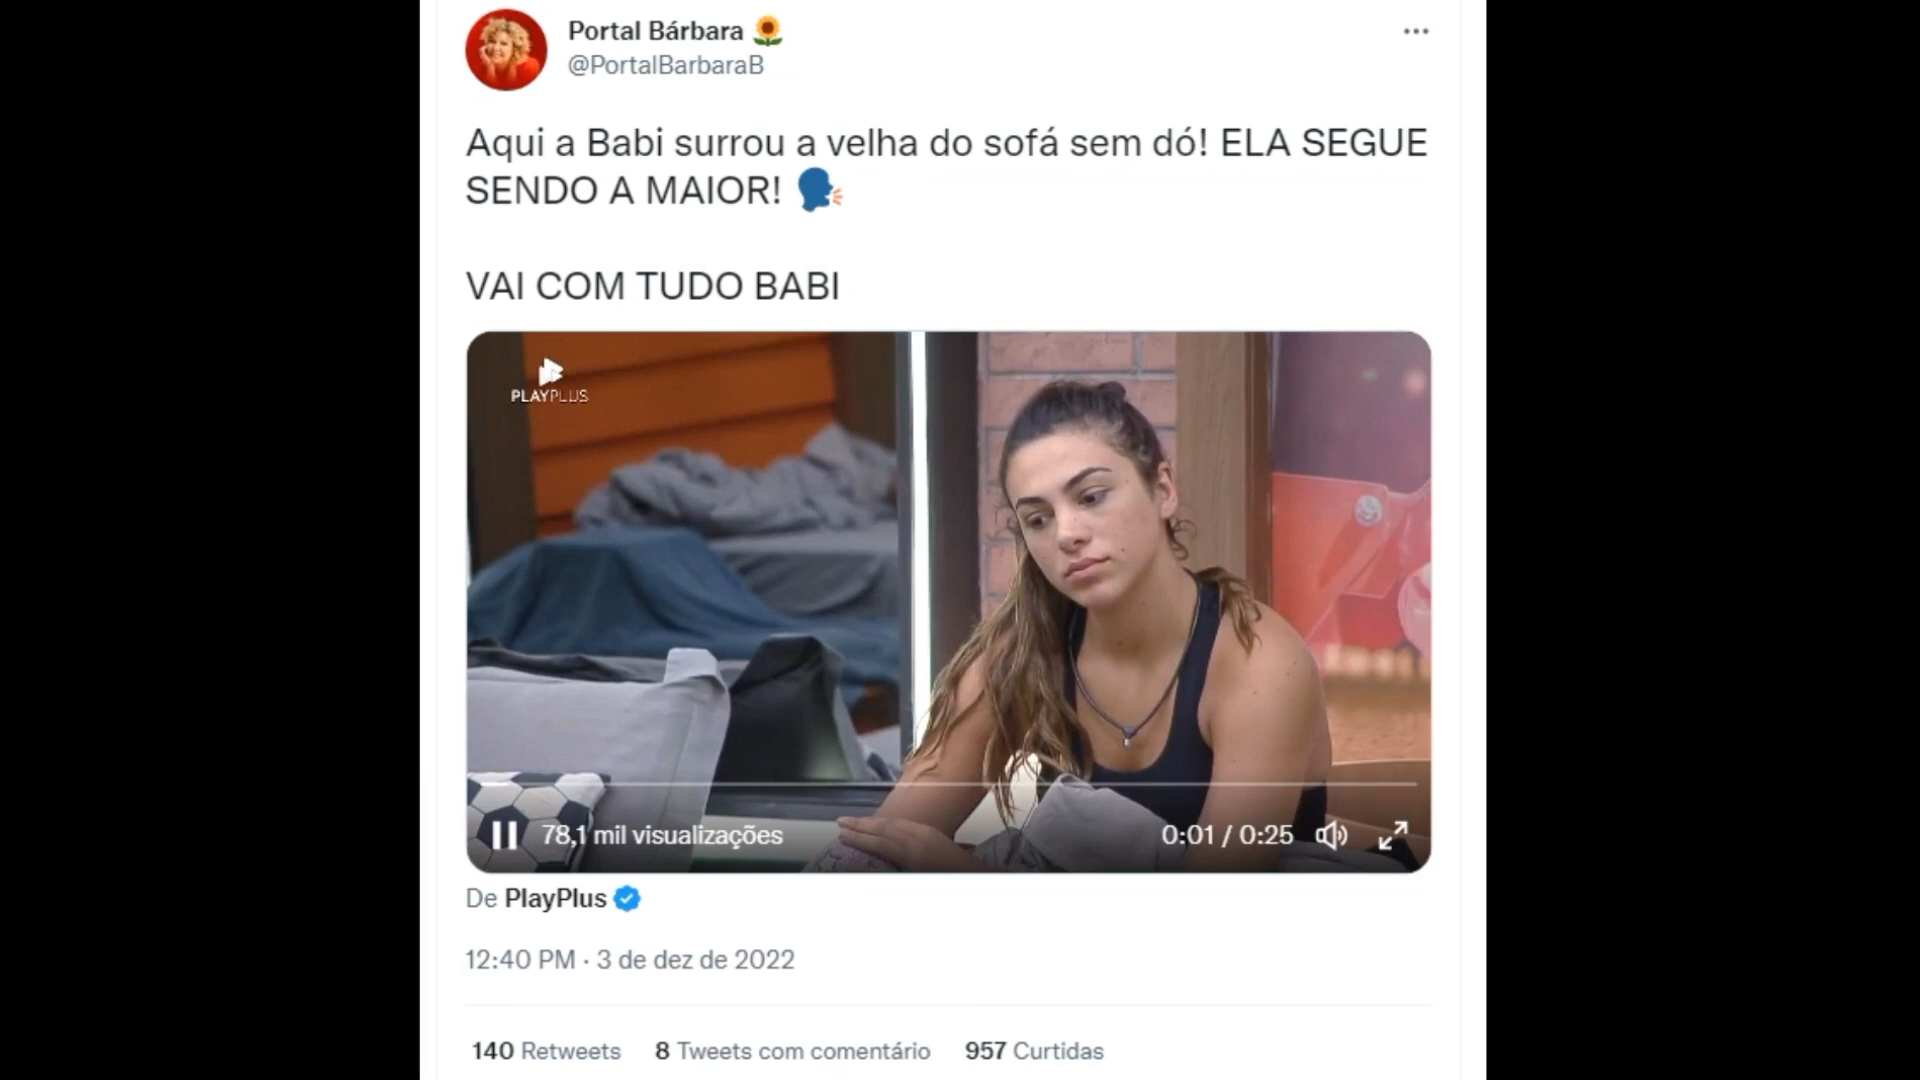 Portal Bárbara 🌻
@PortalBarbaraB
Aqui a Babi surrou a velha do sofá sem dó! ELA SEGUE
SENDO A MAIOR! 🗣️
VAI COM TUDO BABI
PLAYPLUS
78,1 mil visualizações
0:01 / 0:25
De PlayPlus
12:40 PM · 3 de dez de 2022
140 Retweets 8 Tweets com comentário 957 Curtidas